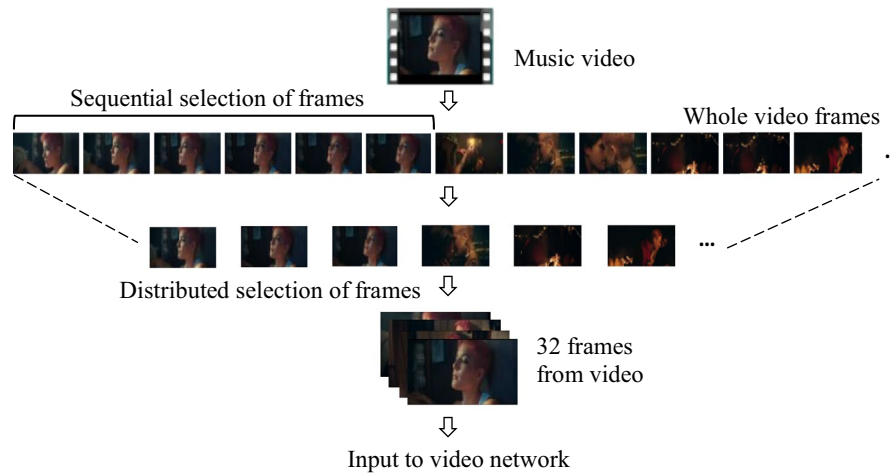 Music video
Sequential selection of frames
Whole video frames
.
...
Distributed selection of frames
32 frames
from video
Input to video network